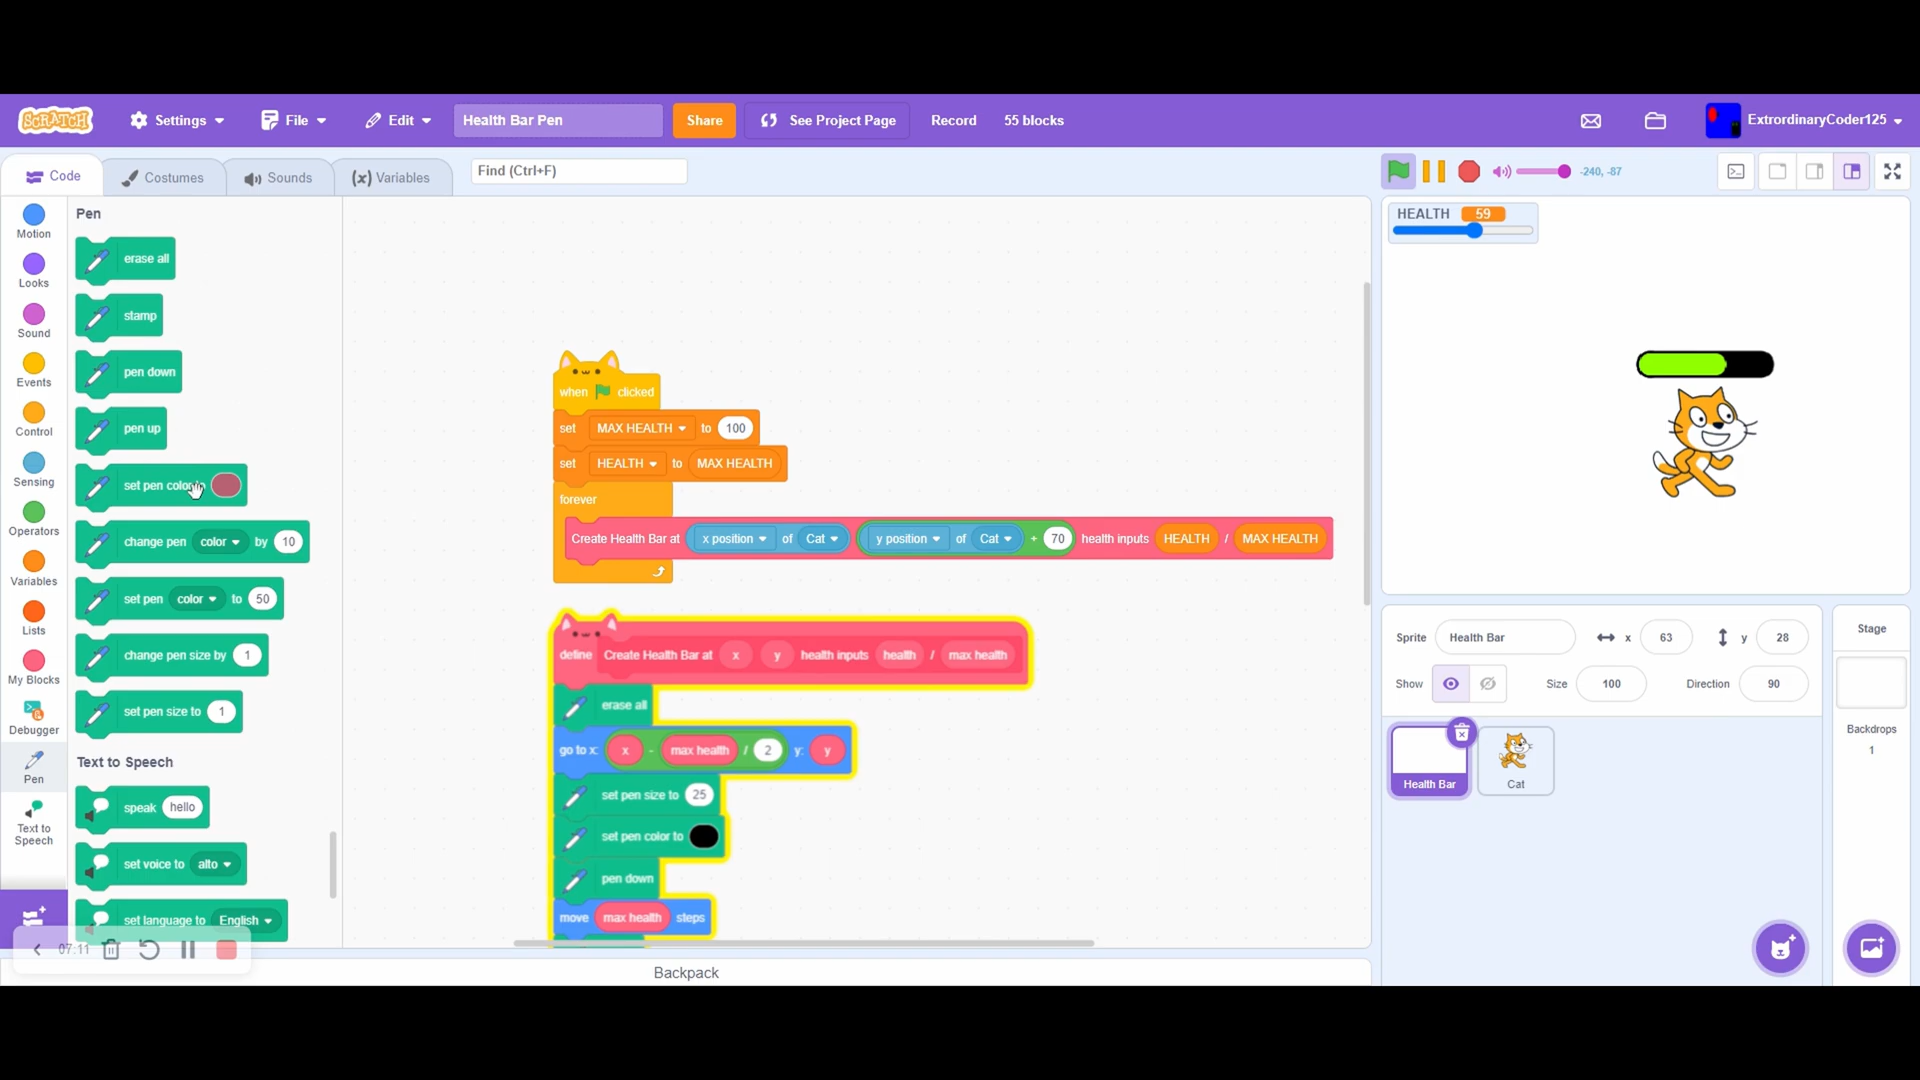 SCRATCH Settings File Edit Health Bar Pen Share See Project Page Record 55 blocks ExtrordinaryCoder125
Code Costumes Sounds (x) Variables Find (Ctrl+F) -240, -87
Motion
Looks
Sound
Events
Control
Sensing
Operators
Variables
Lists
My Blocks
Debugger
Pen
Text to
Speech
Pen
erase all
stamp
pen down
pen up
set pen color to
change pen color by 10
set pen color to 50
change pen size by 1
set pen size to 1
Text to Speech
speak hello
set voice to alto
set language to English
07:11
when clicked
set MAX HEALTH to 100
set HEALTH to MAX HEALTH
forever
Create Health Bar at x position of Cat y position of Cat + 70 health inputs HEALTH / MAX HEALTH
define Create Health Bar at x y health inputs health / max health
erase all
go to x: x - max health / 2 y: y
set pen size to 25
set pen color to
pen down
move max health steps
Backpack
HEALTH 59
Sprite Health Bar x 63 y 28
Show Size 100 Direction 90
Health Bar
Cat
Stage
Backdrops
1